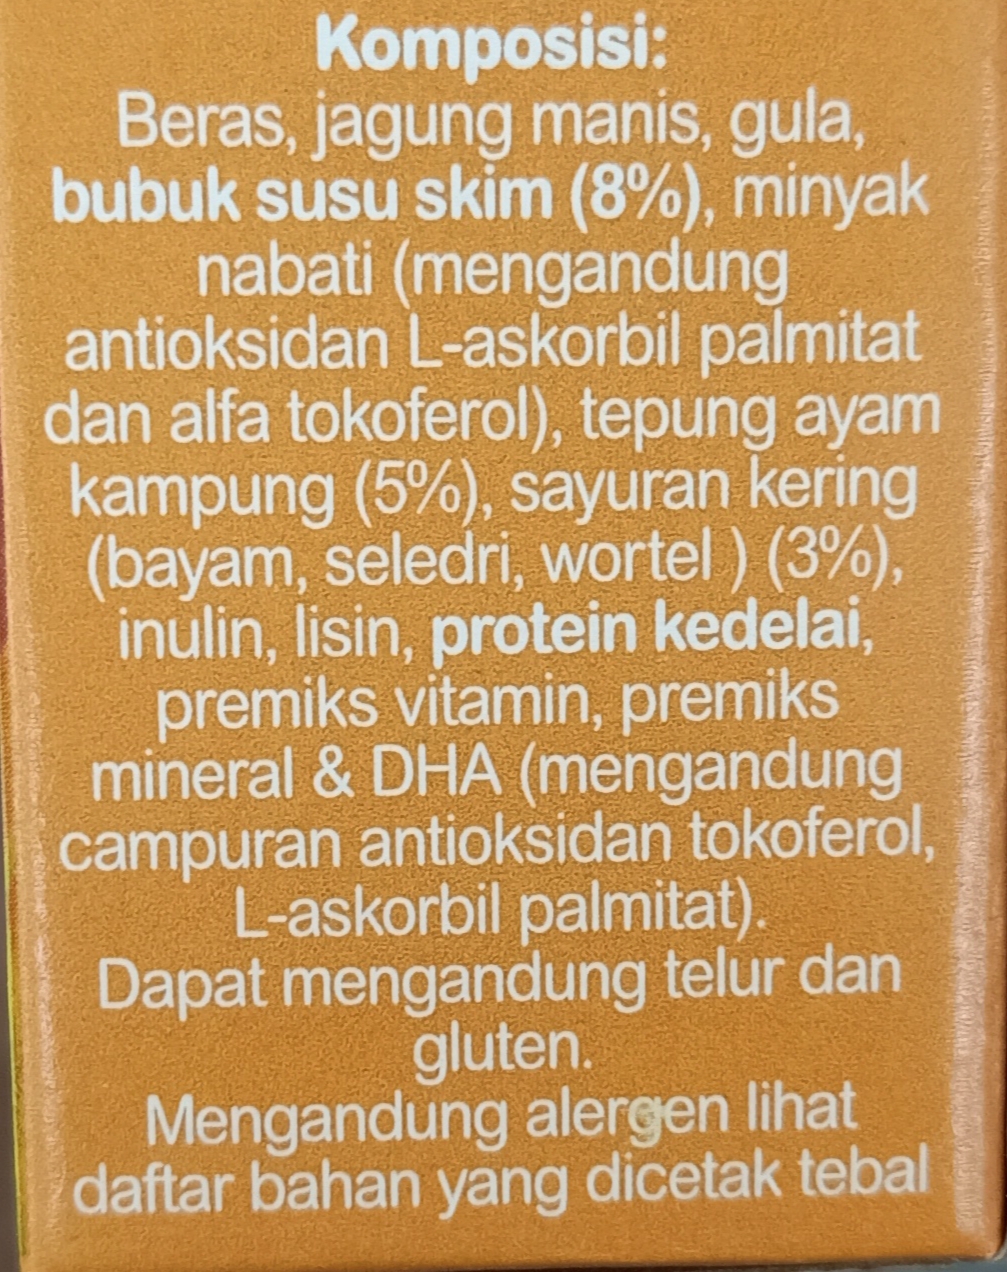 Komposisi:
Beras, jagung manis, gula,
bubuk susu skim (8%), minyak
nabati (mengandung
antioksidan L-askorbil palmitat
dan alfa tokoferol), tepung ayam
kampung (5%), sayuran kering
(bayam, seledri, wortel ) (3%),
inulin, lisin, protein kedelai,
premiks vitamin, premiks
mineral & DHA (mengandung
campuran antioksidan tokoferol,
L-askorbil palmitat).
Dapat mengandung telur dan
gluten.
Mengandung alergen lihat
daftar bahan yang dicetak tebal